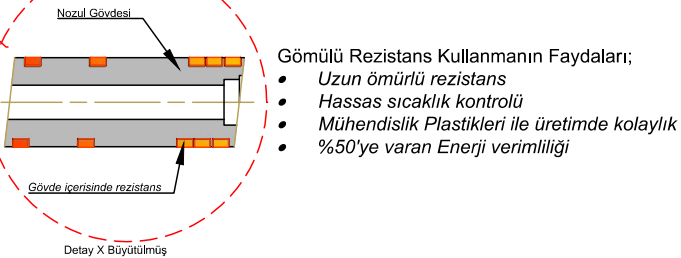 Nozul Gövdesi
Gömülü Rezistans Kullanmanın Faydaları;
• Uzun ömürlü rezistans
• Hassas sıcaklık kontrolü
• Mühendislik Plastikleri ile üretimde kolaylık
• %50'ye varan Enerji verimliliği
Gövde içerisinde rezistans
Detay X Büyütülmüş